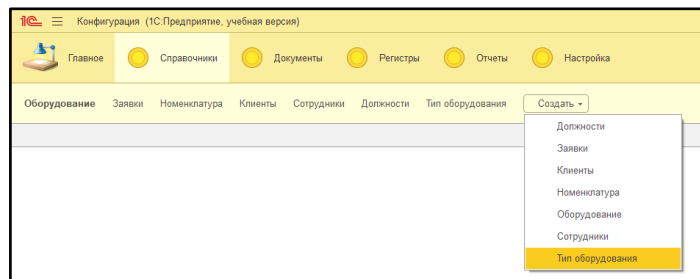 1С Конфигурация (1С:Предприятие, учебная версия)
Главное Справочники Документы Регистры Отчеты Настройка
Оборудование Заявки Номенклатура Клиенты Сотрудники Должности Тип оборудования Создать
Должности
Заявки
Клиенты
Номенклатура
Оборудование
Сотрудники
Тип оборудования